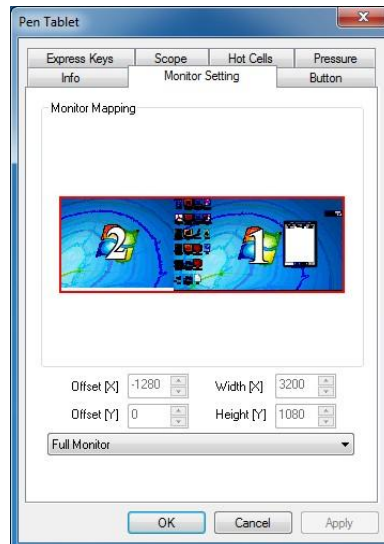 Pen Tablet
Express Keys Scope Hot Cells Pressure
Info Monitor Setting Button
Monitor Mapping
2 1
Offset [X] -1280 Width [X] 3200
Offset [Y] 0 Height [Y] 1080
Full Monitor
OK Cancel Apply